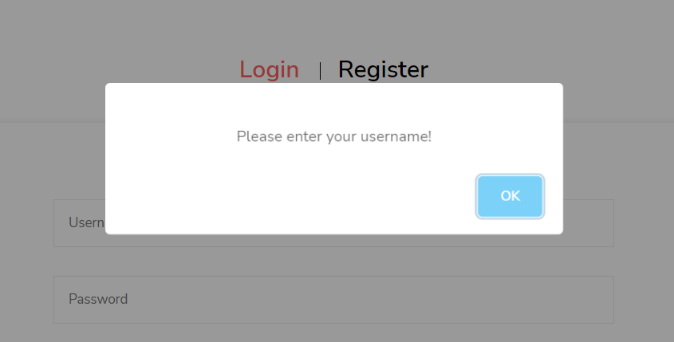 Login | Register
Please enter your username!
OK
Password